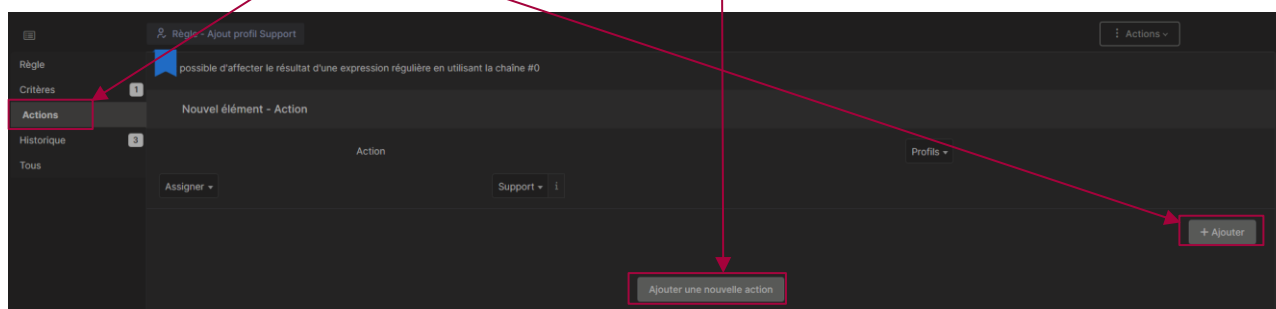 Règle - Ajout profil Support
Actions
Règle
possible d'affecter le résultat d'une expression régulière en utilisant la chaîne #0
Critères 1
Nouvel élément - Action
Actions
Historique 3
Action
Profils
Tous
Assigner
Support i
+ Ajouter
Ajouter une nouvelle action